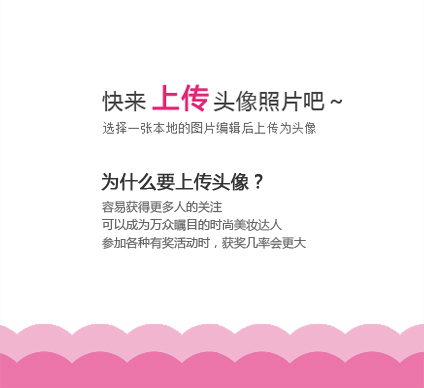 快来 上传 头像照片吧～
选择一张本地的图片编辑后上传为头像
为什么要上传头像？
容易获得更多人的关注
可以成为万众瞩目的时尚美妆达人
参加各种有奖活动时，获奖几率会更大